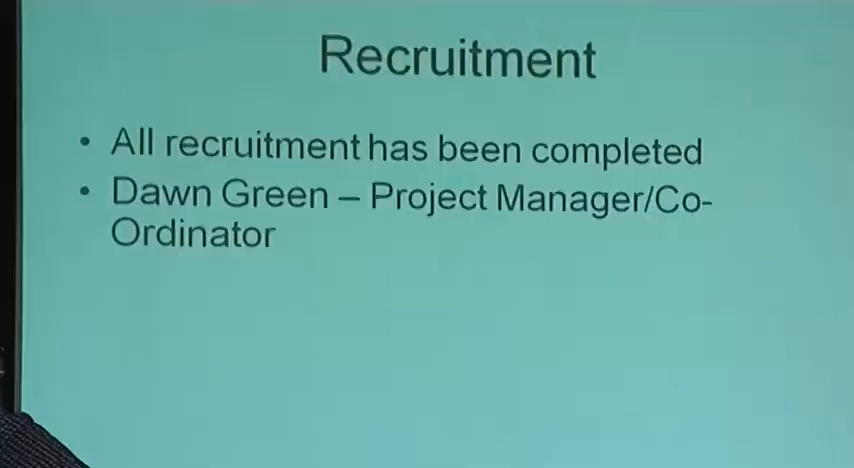 Recruitment
• All recruitment has been completed
• Dawn Green – Project Manager/Co-
Ordinator